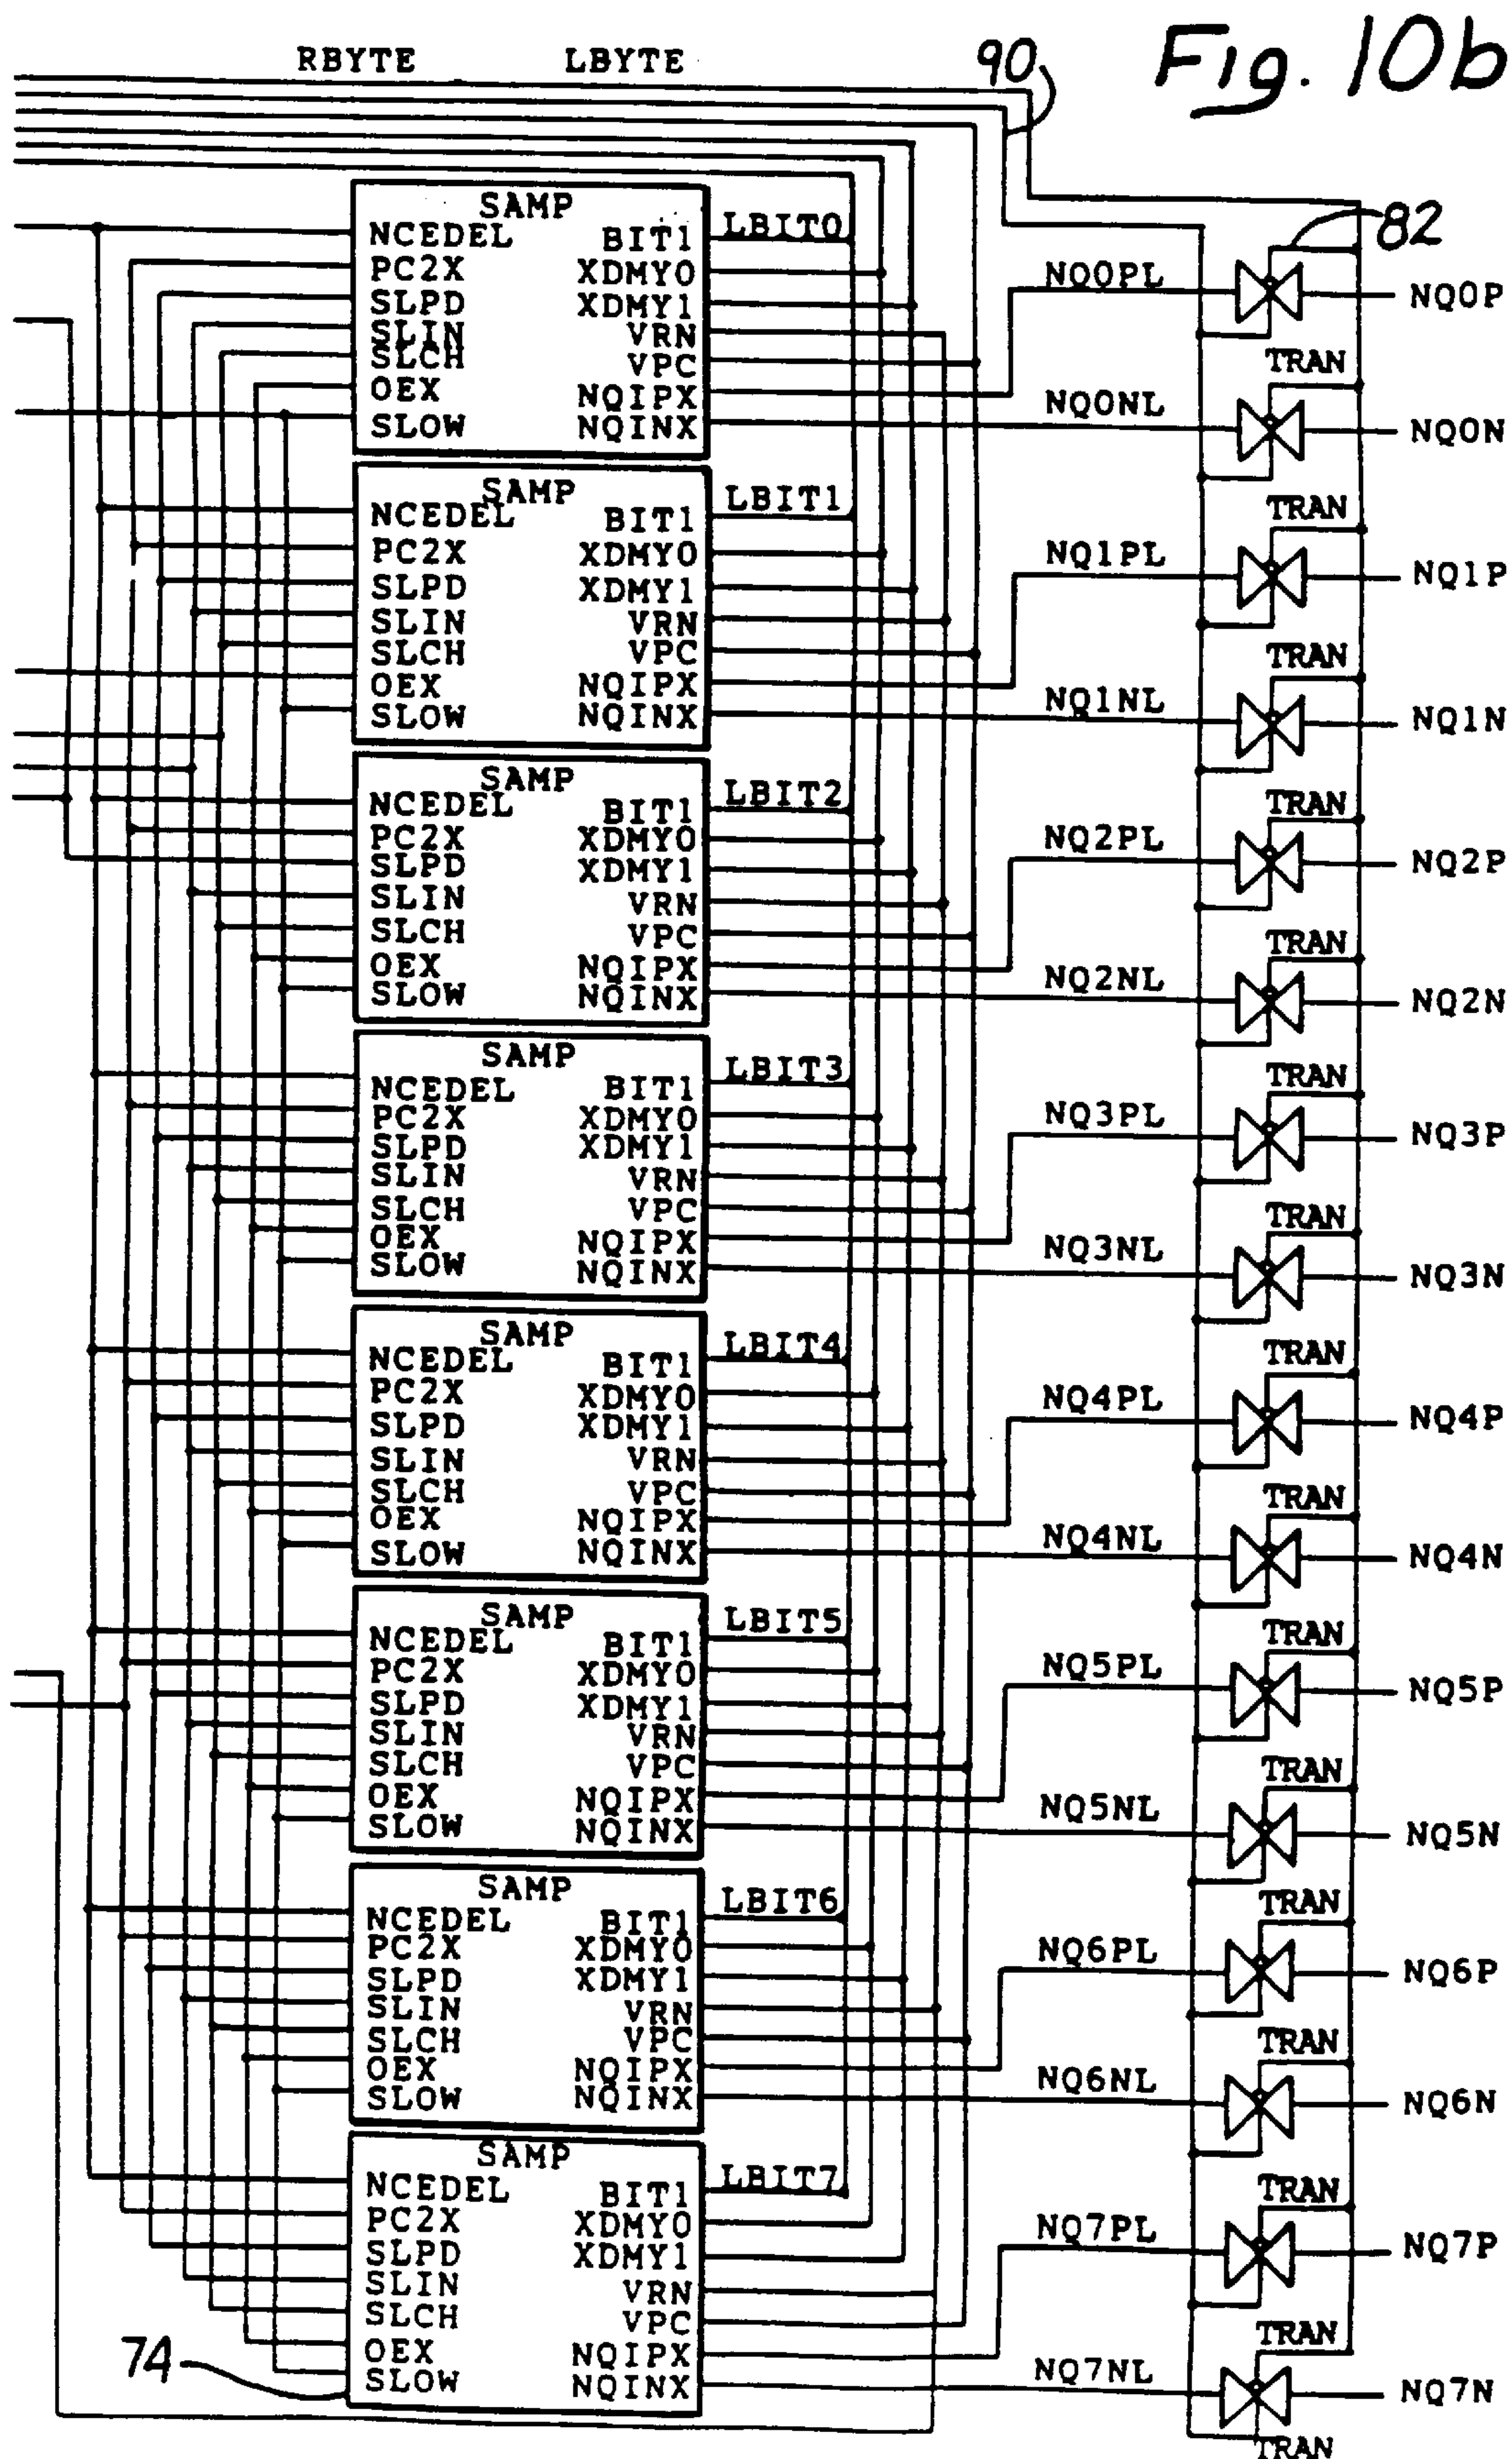 Fig. 10b
RBYTE LBYTE 90
82
SAMP
NCEDEL BIT1 LBIT0
PC2X XDMY0
SLPD XDMY1
SLIN VRN
SLCH VPC
OEX NQIPX NQ0PL NQ0P
TRAN
SLOW NQINX NQ0NL NQ0N
TRAN
SAMP
NCEDEL BIT1 LBIT1
PC2X XDMY0
SLPD XDMY1
SLIN VRN
SLCH VPC
OEX NQIPX NQ1PL NQ1P
TRAN
SLOW NQINX NQ1NL NQ1N
TRAN
SAMP
NCEDEL BIT1 LBIT2
PC2X XDMY0
SLPD XDMY1
SLIN VRN
SLCH VPC
OEX NQIPX NQ2PL NQ2P
TRAN
SLOW NQINX NQ2NL NQ2N
TRAN
SAMP
NCEDEL BIT1 LBIT3
PC2X XDMY0
SLPD XDMY1
SLIN VRN
SLCH VPC
OEX NQIPX NQ3PL NQ3P
TRAN
SLOW NQINX NQ3NL NQ3N
TRAN
SAMP
NCEDEL BIT1 LBIT4
PC2X XDMY0
SLPD XDMY1
SLIN VRN
SLCH VPC
OEX NQIPX NQ4PL NQ4P
TRAN
SLOW NQINX NQ4NL NQ4N
TRAN
SAMP
NCEDEL BIT1 LBIT5
PC2X XDMY0
SLPD XDMY1
SLIN VRN
SLCH VPC
OEX NQIPX NQ5PL NQ5P
TRAN
SLOW NQINX NQ5NL NQ5N
TRAN
SAMP
NCEDEL BIT1 LBIT6
PC2X XDMY0
SLPD XDMY1
SLIN VRN
SLCH VPC
OEX NQIPX NQ6PL NQ6P
TRAN
SLOW NQINX NQ6NL NQ6N
TRAN
SAMP
NCEDEL BIT1 LBIT7
PC2X XDMY0
SLPD XDMY1
SLIN VRN
SLCH VPC
OEX NQIPX NQ7PL NQ7P
TRAN
SLOW NQINX NQ7NL NQ7N
TRAN
74